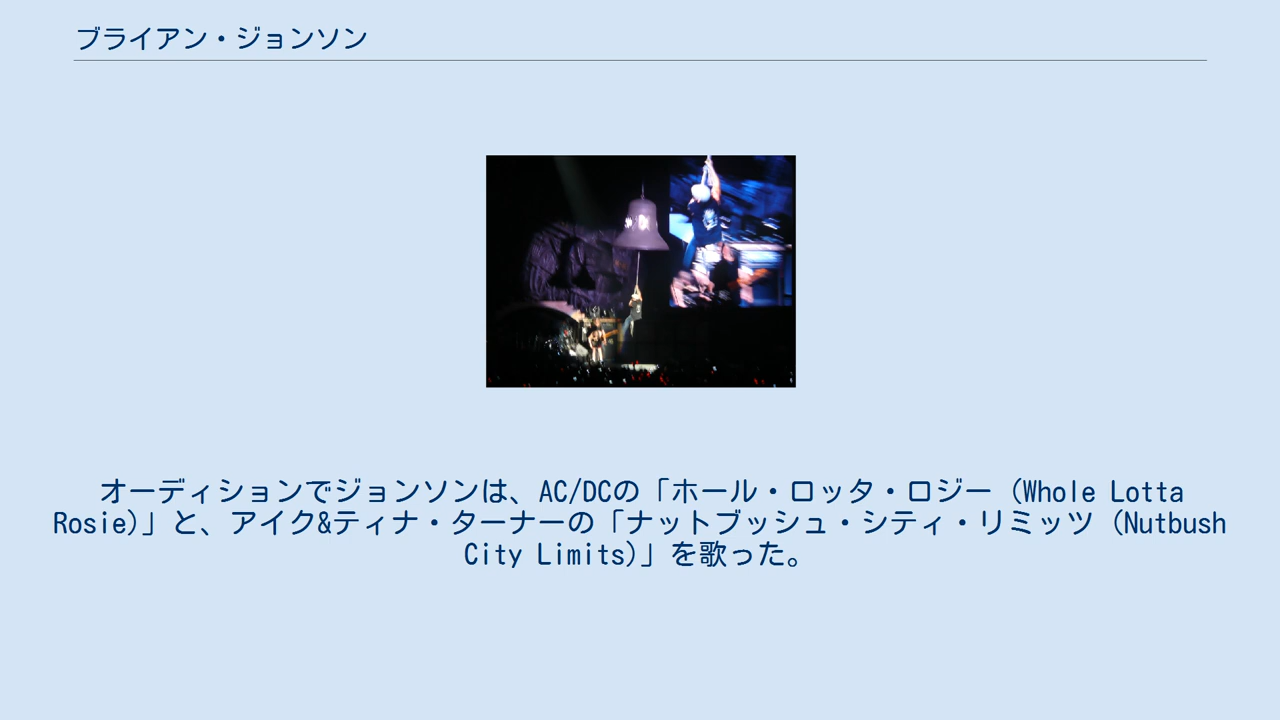 ブライアン・ジョンソン
オーディションでジョンソンは、AC/DCの「ホール・ロッタ・ロジー（Whole Lotta
Rosie)」と、アイク&ティナ・ターナーの「ナットブッシュ・シティ・リミッツ（Nutbush
City Limits)」を歌った。